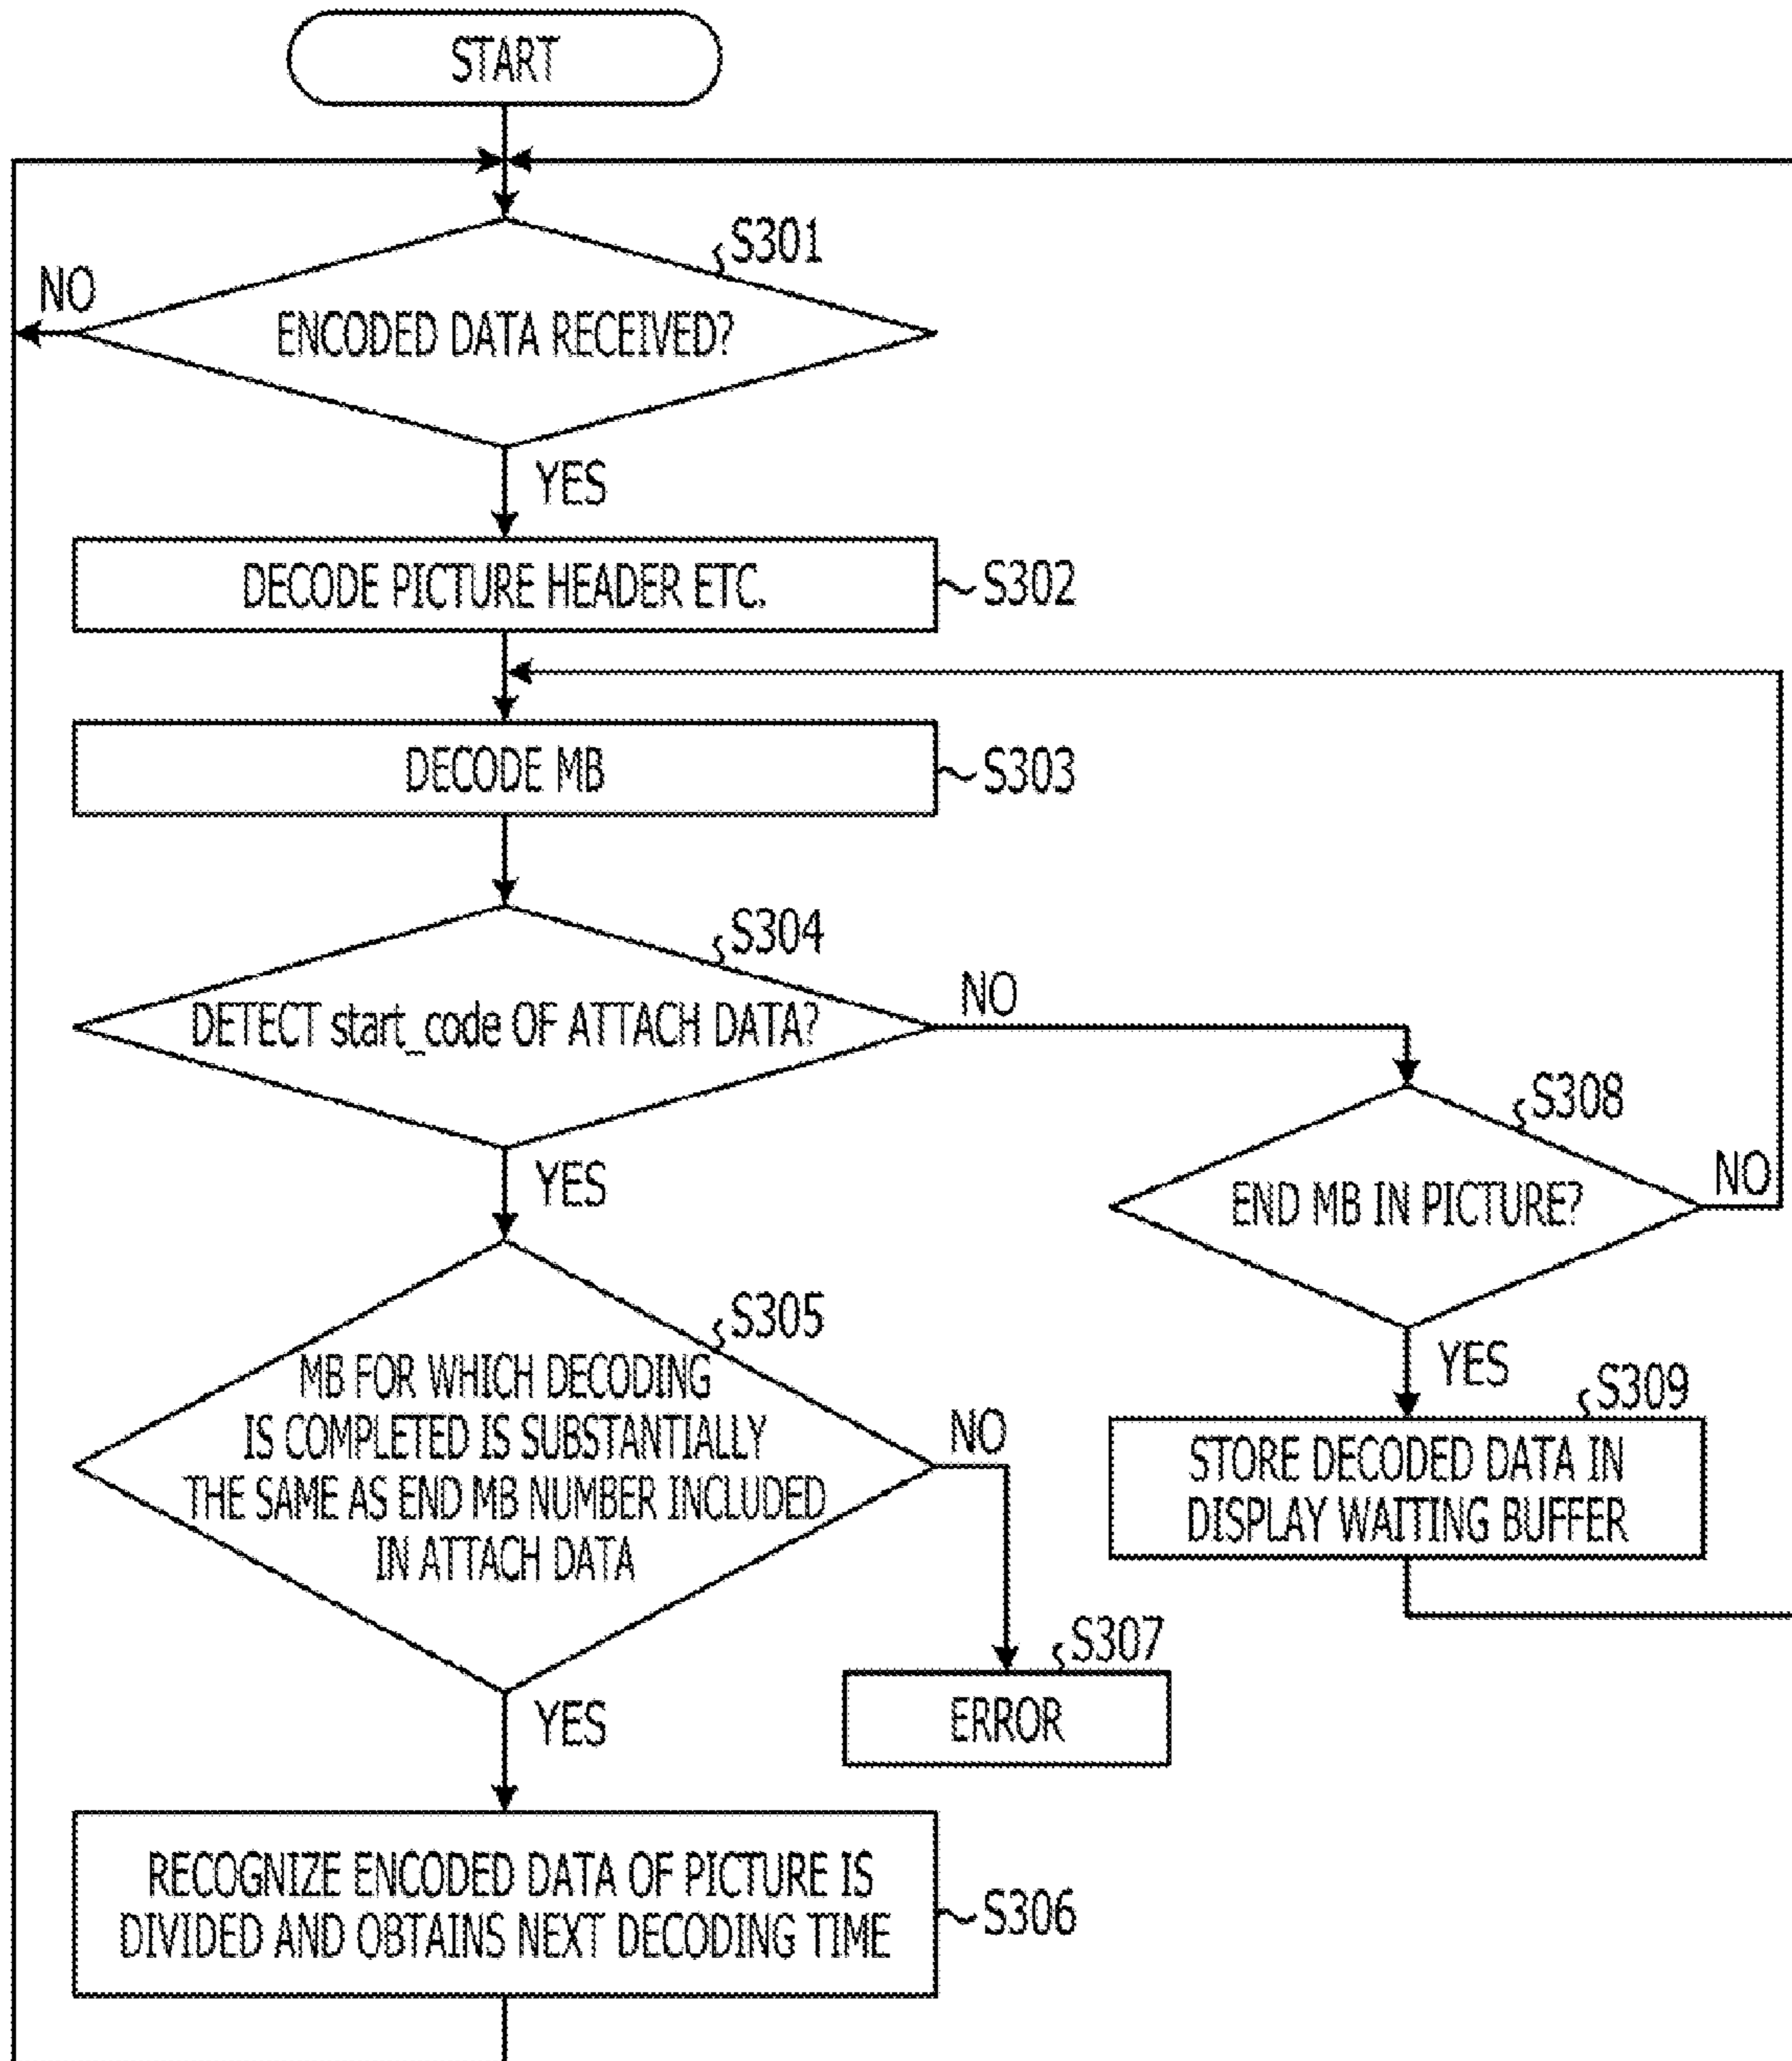 START
S301
NO
ENCODED DATA RECEIVED?
YES
DECODE PICTURE HEADER ETC.
S302
DECODE MB
S303
S304
DETECT start_code OF ATTACH DATA?
NO
YES
S308
END MB IN PICTURE?
NO
YES
S309
STORE DECODED DATA IN
DISPLAY WAITING BUFFER
S305
MB FOR WHICH DECODING
IS COMPLETED IS SUBSTANTIALLY
THE SAME AS END MB NUMBER INCLUDED
IN ATTACH DATA
NO
YES
S307
ERROR
RECOGNIZE ENCODED DATA OF PICTURE IS
DIVIDED AND OBTAINS NEXT DECODING TIME
S306